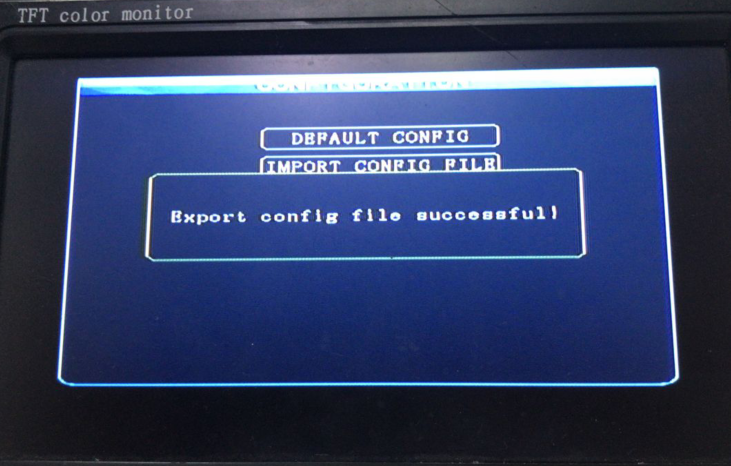 TFT color monitor
DEFAULT CONFIG
IMPORT CONFIG FILE
Export config file successful!